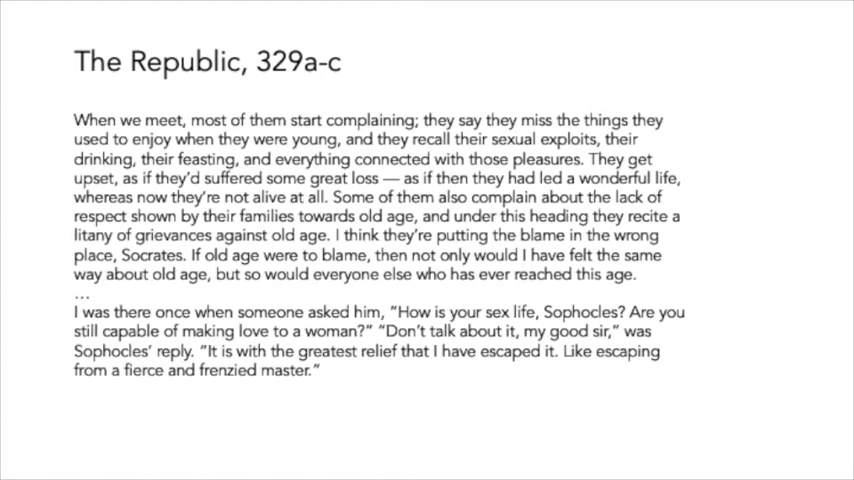 The Republic, 329a-c
When we meet, most of them start complaining; they say they miss the things they
used to enjoy when they were young, and they recall their sexual exploits, their
drinking, their feasting, and everything connected with those pleasures. They get
upset, as if they’d suffered some great loss — as if then they had led a wonderful life,
whereas now they’re not alive at all. Some of them also complain about the lack of
respect shown by their families towards old age, and under this heading they recite a
litany of grievances against old age. I think they’re putting the blame in the wrong
place, Socrates. If old age were to blame, then not only would I have felt the same
way about old age, but so would everyone else who has ever reached this age.
…
I was there once when someone asked him, “How is your sex life, Sophocles? Are you
still capable of making love to a woman?” “Don’t talk about it, my good sir,” was
Sophocles’ reply. “It is with the greatest relief that I have escaped it. Like escaping
from a fierce and frenzied master.”